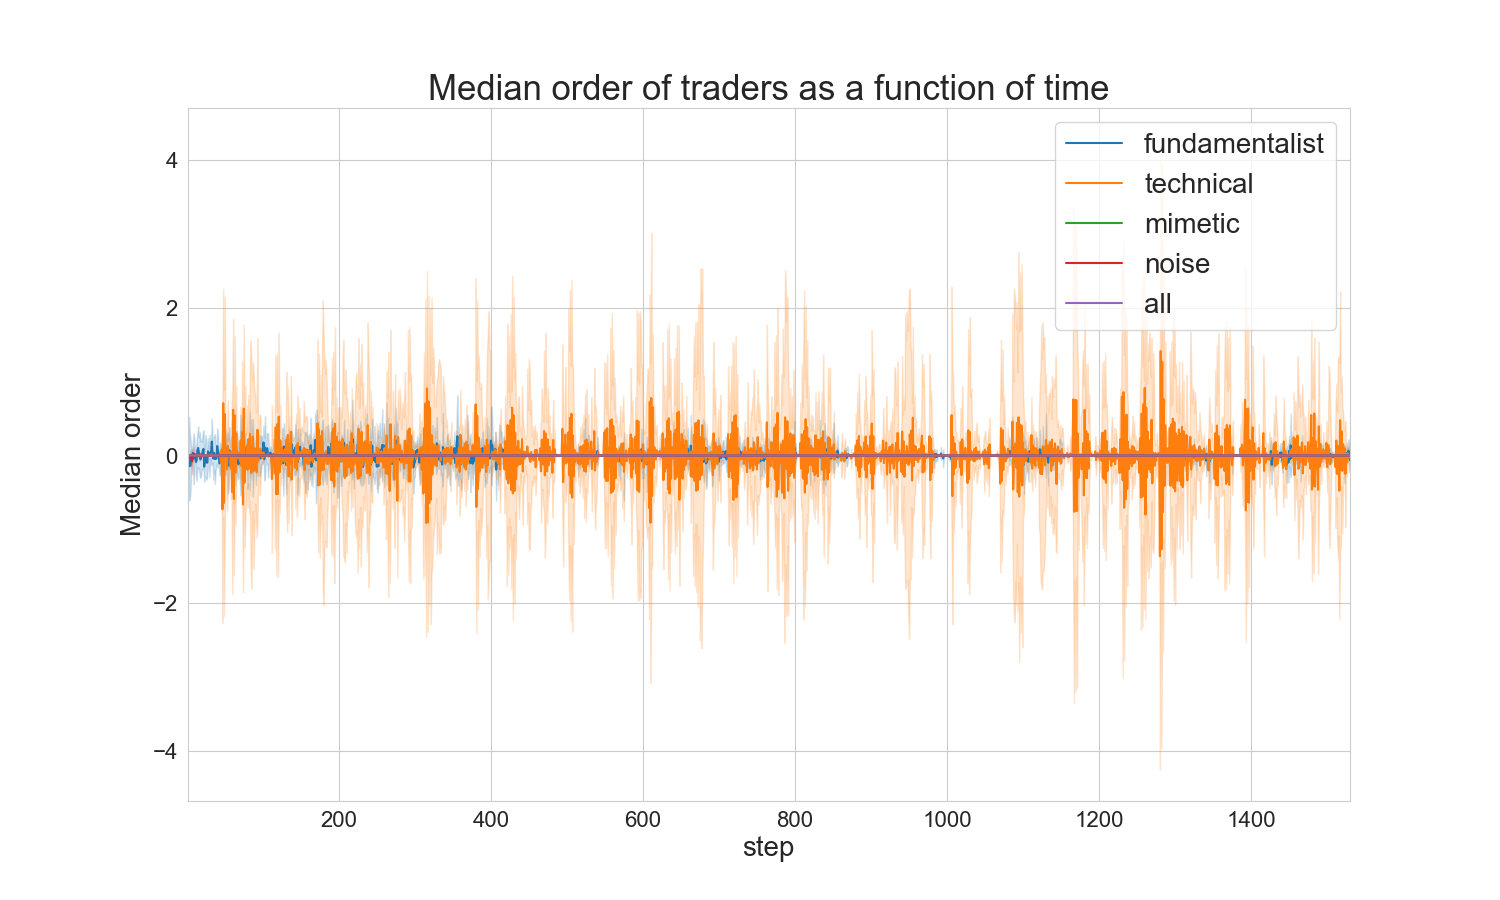 Median order of traders as a function of time
fundamentalist
technical
mimetic
noise
all
4
2
0
−2
−4
Median order
200
400
600
800
1000
1200
1400
step